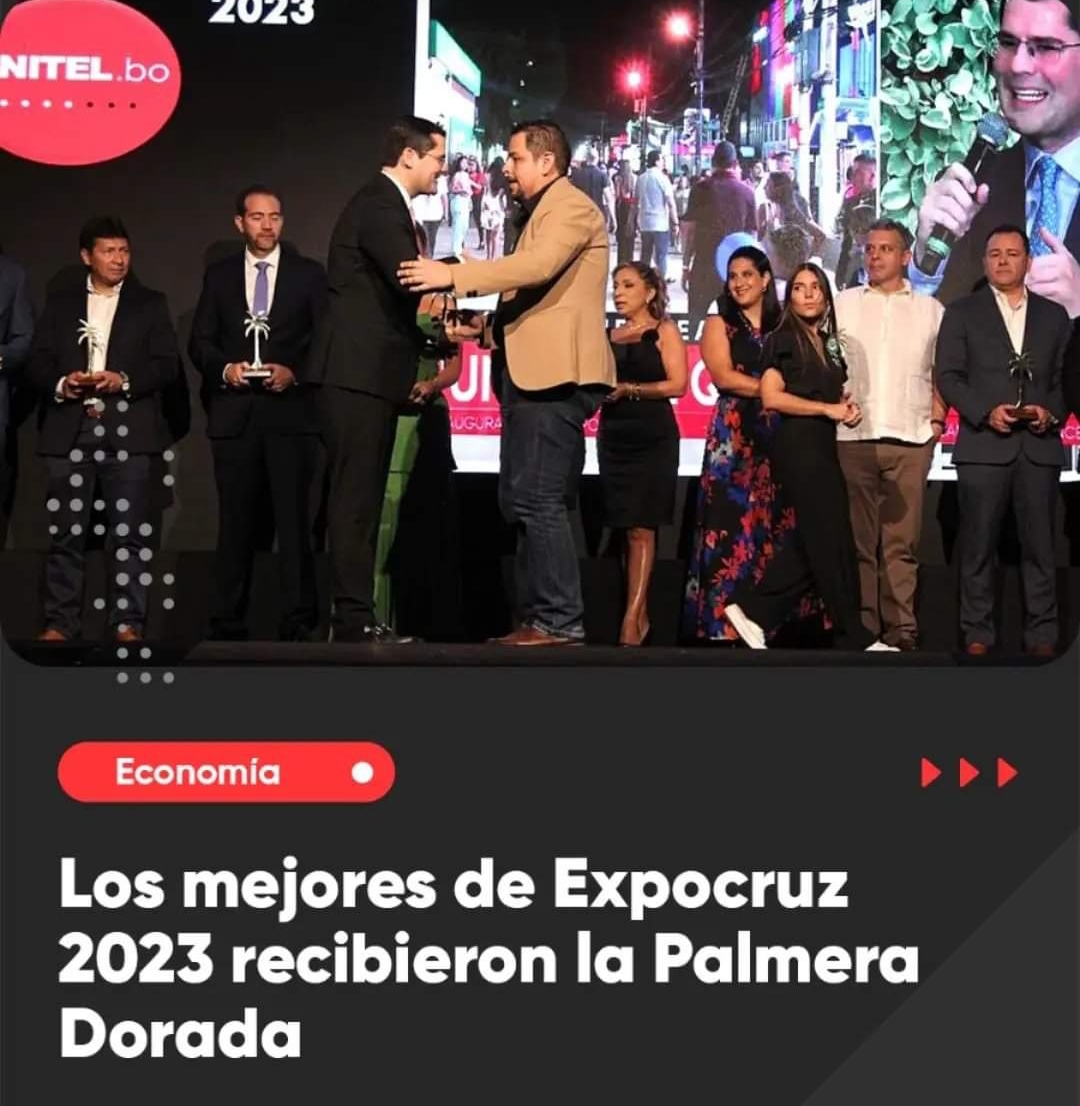 2023
NITEL.bo
Economía
Los mejores de Expocruz
2023 recibieron la Palmera
Dorada